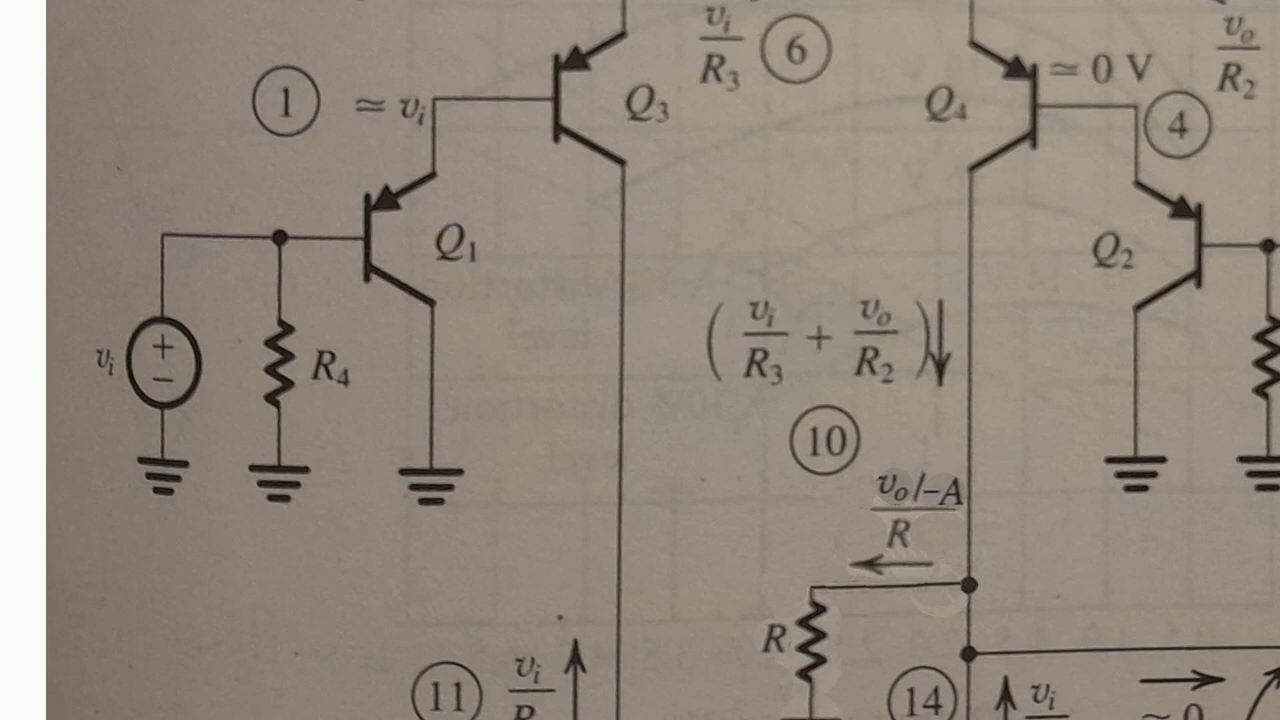 v_i/R_3
6
v_o/R_2
1
≃ v_i
Q_3
Q_4
≃ 0 V
4
Q_1
Q_2
v_i
+
−
R_4
(v_i/R_3 + v_o/R_2)
10
v_o/−A
R
R
11
v_i
14
v_i
≃ 0